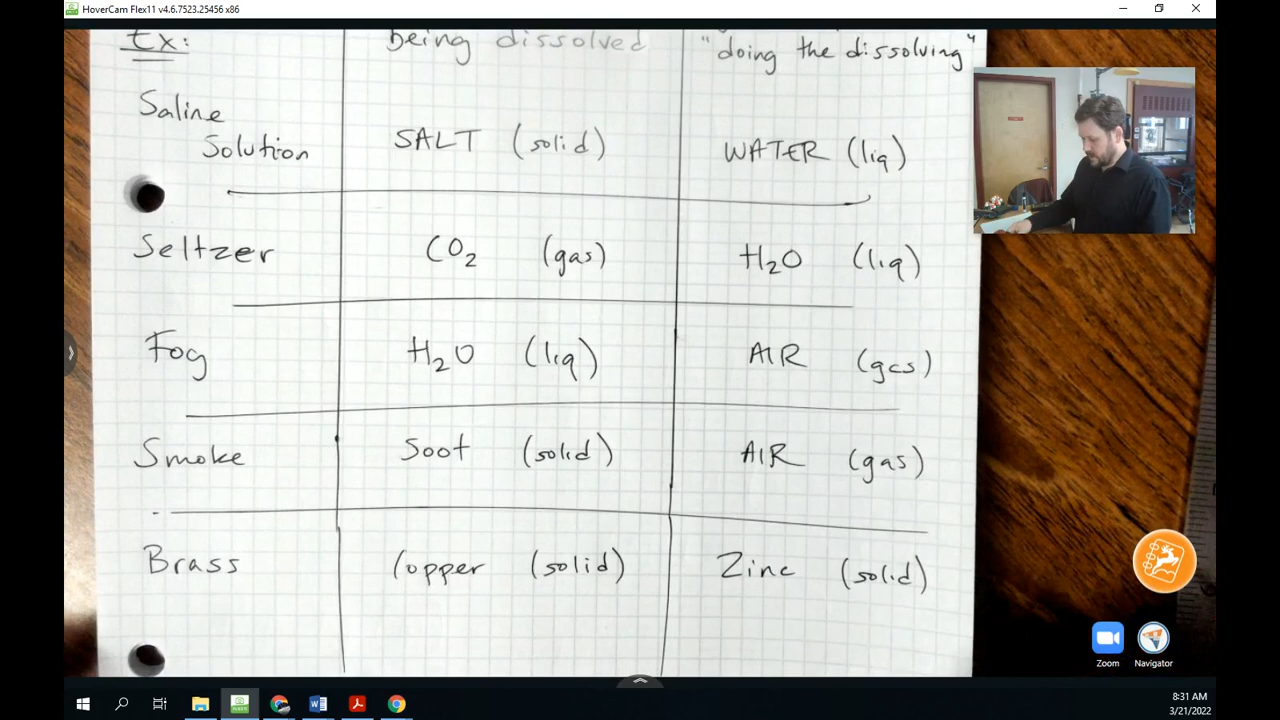 HoverCam Flex11 v4.6.7523.25456 x86
Ex:
being dissolved
"doing the dissolving"
Saline
Solution
SALT (solid)
WATER (liq)
Seltzer
CO2 (gas)
H2O (liq)
Fog
H2O (liq)
AIR (gas)
Smoke
Soot (solid)
AIR (gas)
Brass
Copper (solid)
Zinc (solid)
Zoom
Navigator
8:31 AM
3/21/2022